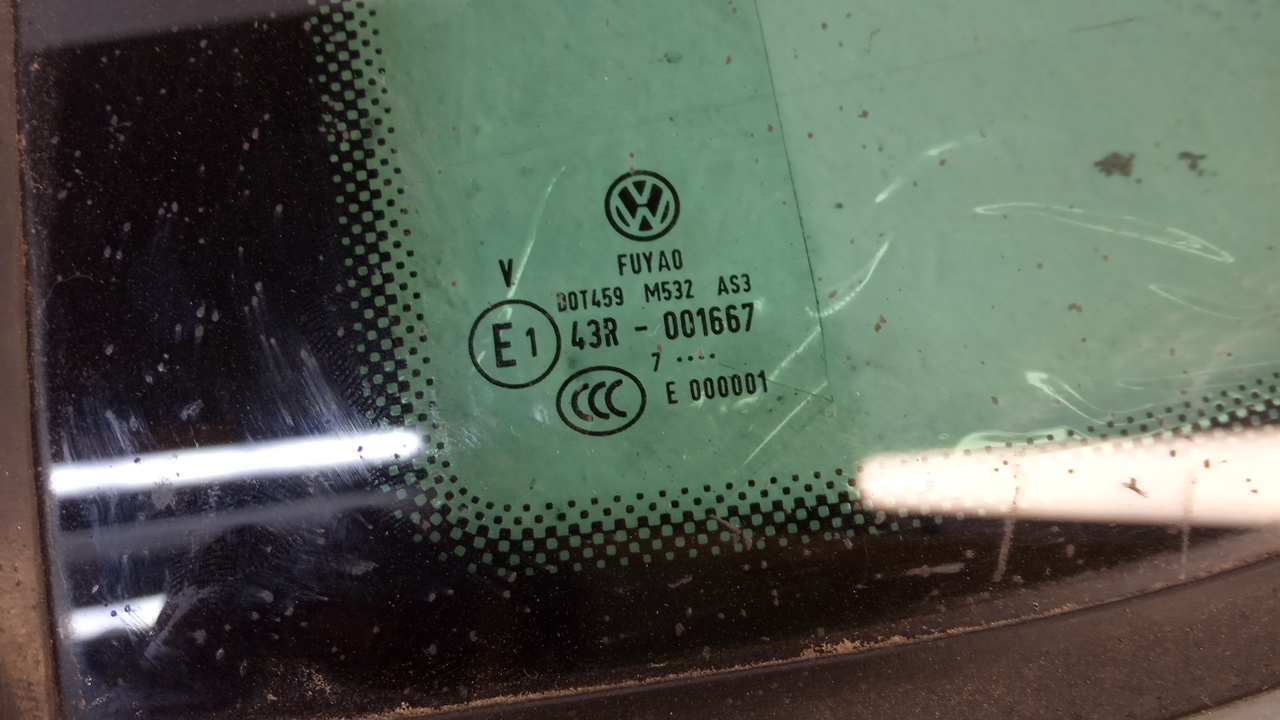 FUYAO
V
DOT459 M532 AS3
E1 43R - 001667
7 ····
CCC E 000001